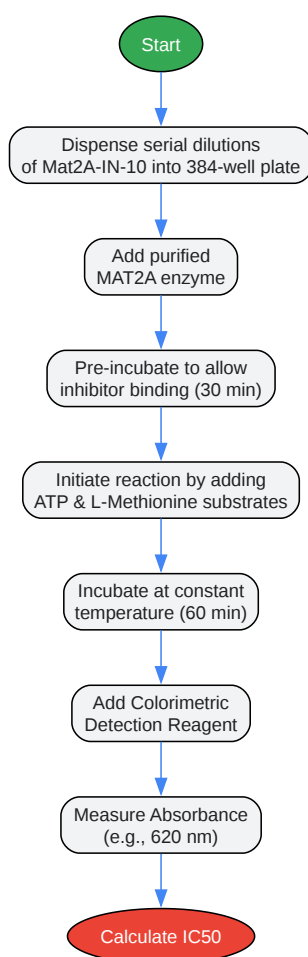 Start
Dispense serial dilutions
of Mat2A-IN-10 into 384-well plate
Add purified
MAT2A enzyme
Pre-incubate to allow
inhibitor binding (30 min)
Initiate reaction by adding
ATP & L-Methionine substrates
Incubate at constant
temperature (60 min)
Add Colorimetric
Detection Reagent
Measure Absorbance
(e.g., 620 nm)
Calculate IC50